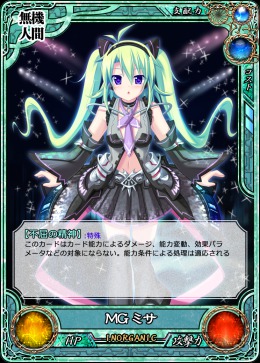 無機
人間
支配力
コスト
【不屈の精神】:特殊
このカードはカード能力によるダメージ、能力変動、効果パラ
メータなどの対象にならない。能力条件による処理は適応される
MG ミサ
HP
INORGANIC
攻撃力